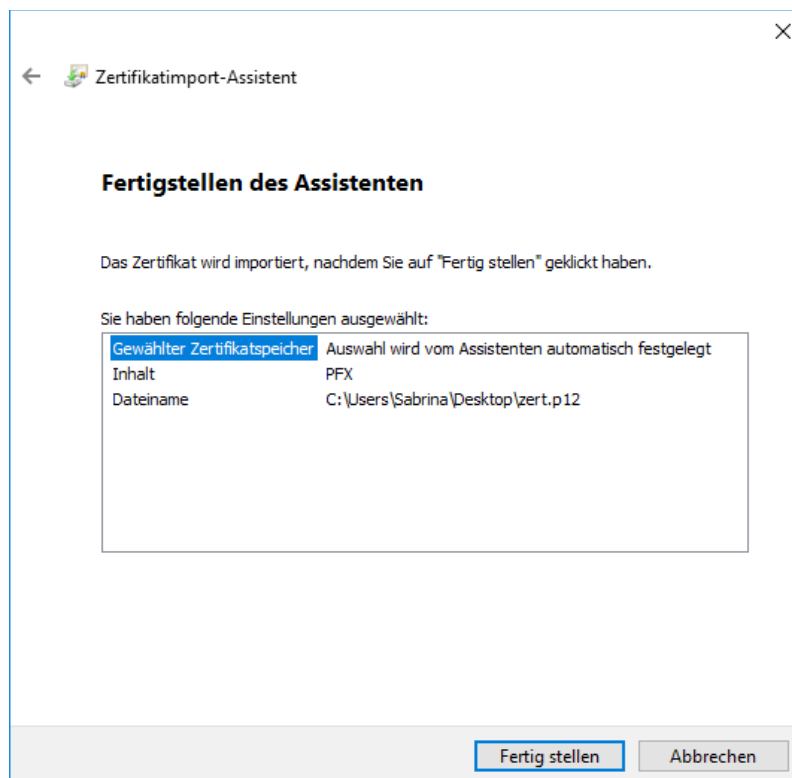 Zertifikatimport-Assistent
Fertigstellen des Assistenten
Das Zertifikat wird importiert, nachdem Sie auf "Fertig stellen" geklickt haben.
Sie haben folgende Einstellungen ausgewählt:
Gewählter Zertifikatspeicher Auswahl wird vom Assistenten automatisch festgelegt
Inhalt PFX
Dateiname C:\Users\Sabrina\Desktop\zert.p12
Fertig stellen Abbrechen